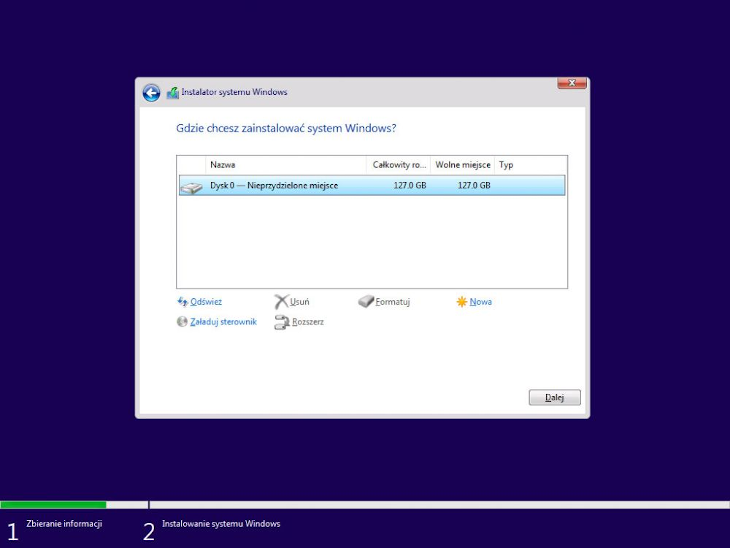 Instalator systemu Windows
Gdzie chcesz zainstalować system Windows?
Nazwa Całkowity ro... Wolne miejsce Typ
Dysk 0 — Nieprzydzielone miejsce 127.0 GB 127.0 GB
Odśwież Usuń Formatuj Nowa
Załaduj sterownik Rozszerz
Dalej
1 Zbieranie informacji 2 Instalowanie systemu Windows